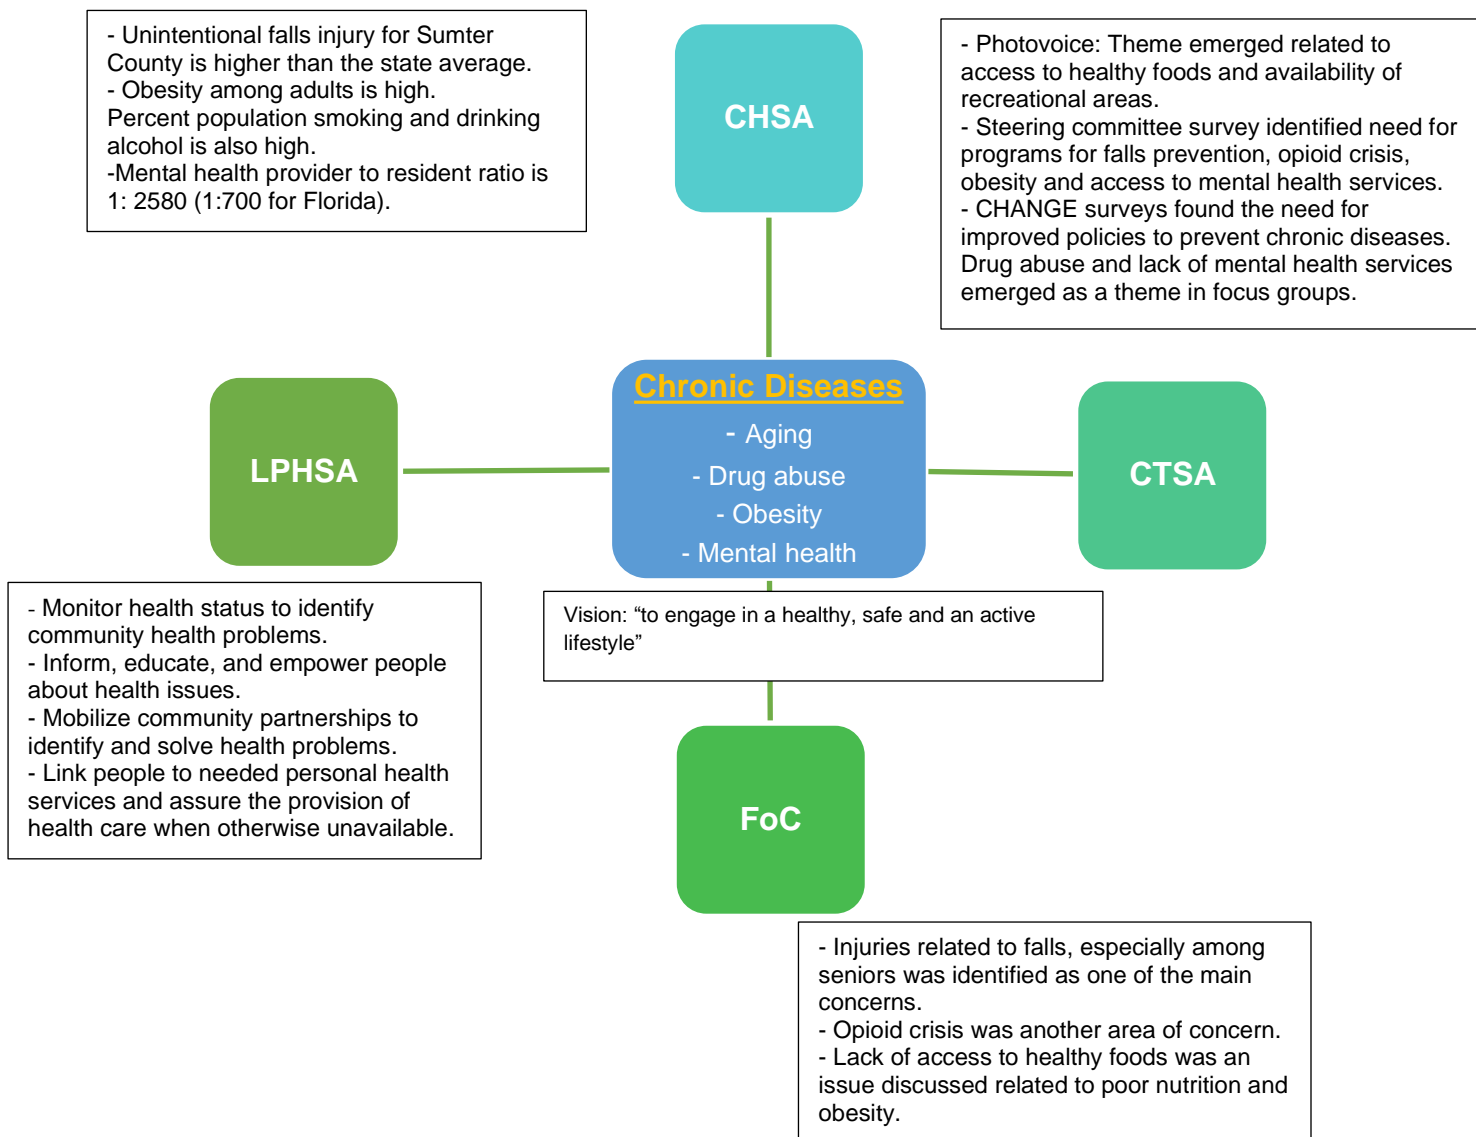 - Unintentional falls injury for Sumter
County is higher than the state average.
- Obesity among adults is high.
Percent population smoking and drinking
alcohol is also high.
-Mental health provider to resident ratio is
1: 2580 (1:700 for Florida).
CHSA
- Photovoice: Theme emerged related to
access to healthy foods and availability of
recreational areas.
- Steering committee survey identified need for
programs for falls prevention, opioid crisis,
obesity and access to mental health services.
- CHANGE surveys found the need for
improved policies to prevent chronic diseases.
Drug abuse and lack of mental health services
emerged as a theme in focus groups.
LPHSA
Chronic Diseases
- Aging
- Drug abuse
- Obesity
- Mental health
CTSA
- Monitor health status to identify
community health problems.
- Inform, educate, and empower people
about health issues.
- Mobilize community partnerships to
identify and solve health problems.
- Link people to needed personal health
services and assure the provision of
health care when otherwise unavailable.
Vision: “to engage in a healthy, safe and an active
lifestyle”
FoC
- Injuries related to falls, especially among
seniors was identified as one of the main
concerns.
- Opioid crisis was another area of concern.
- Lack of access to healthy foods was an
issue discussed related to poor nutrition and
obesity.